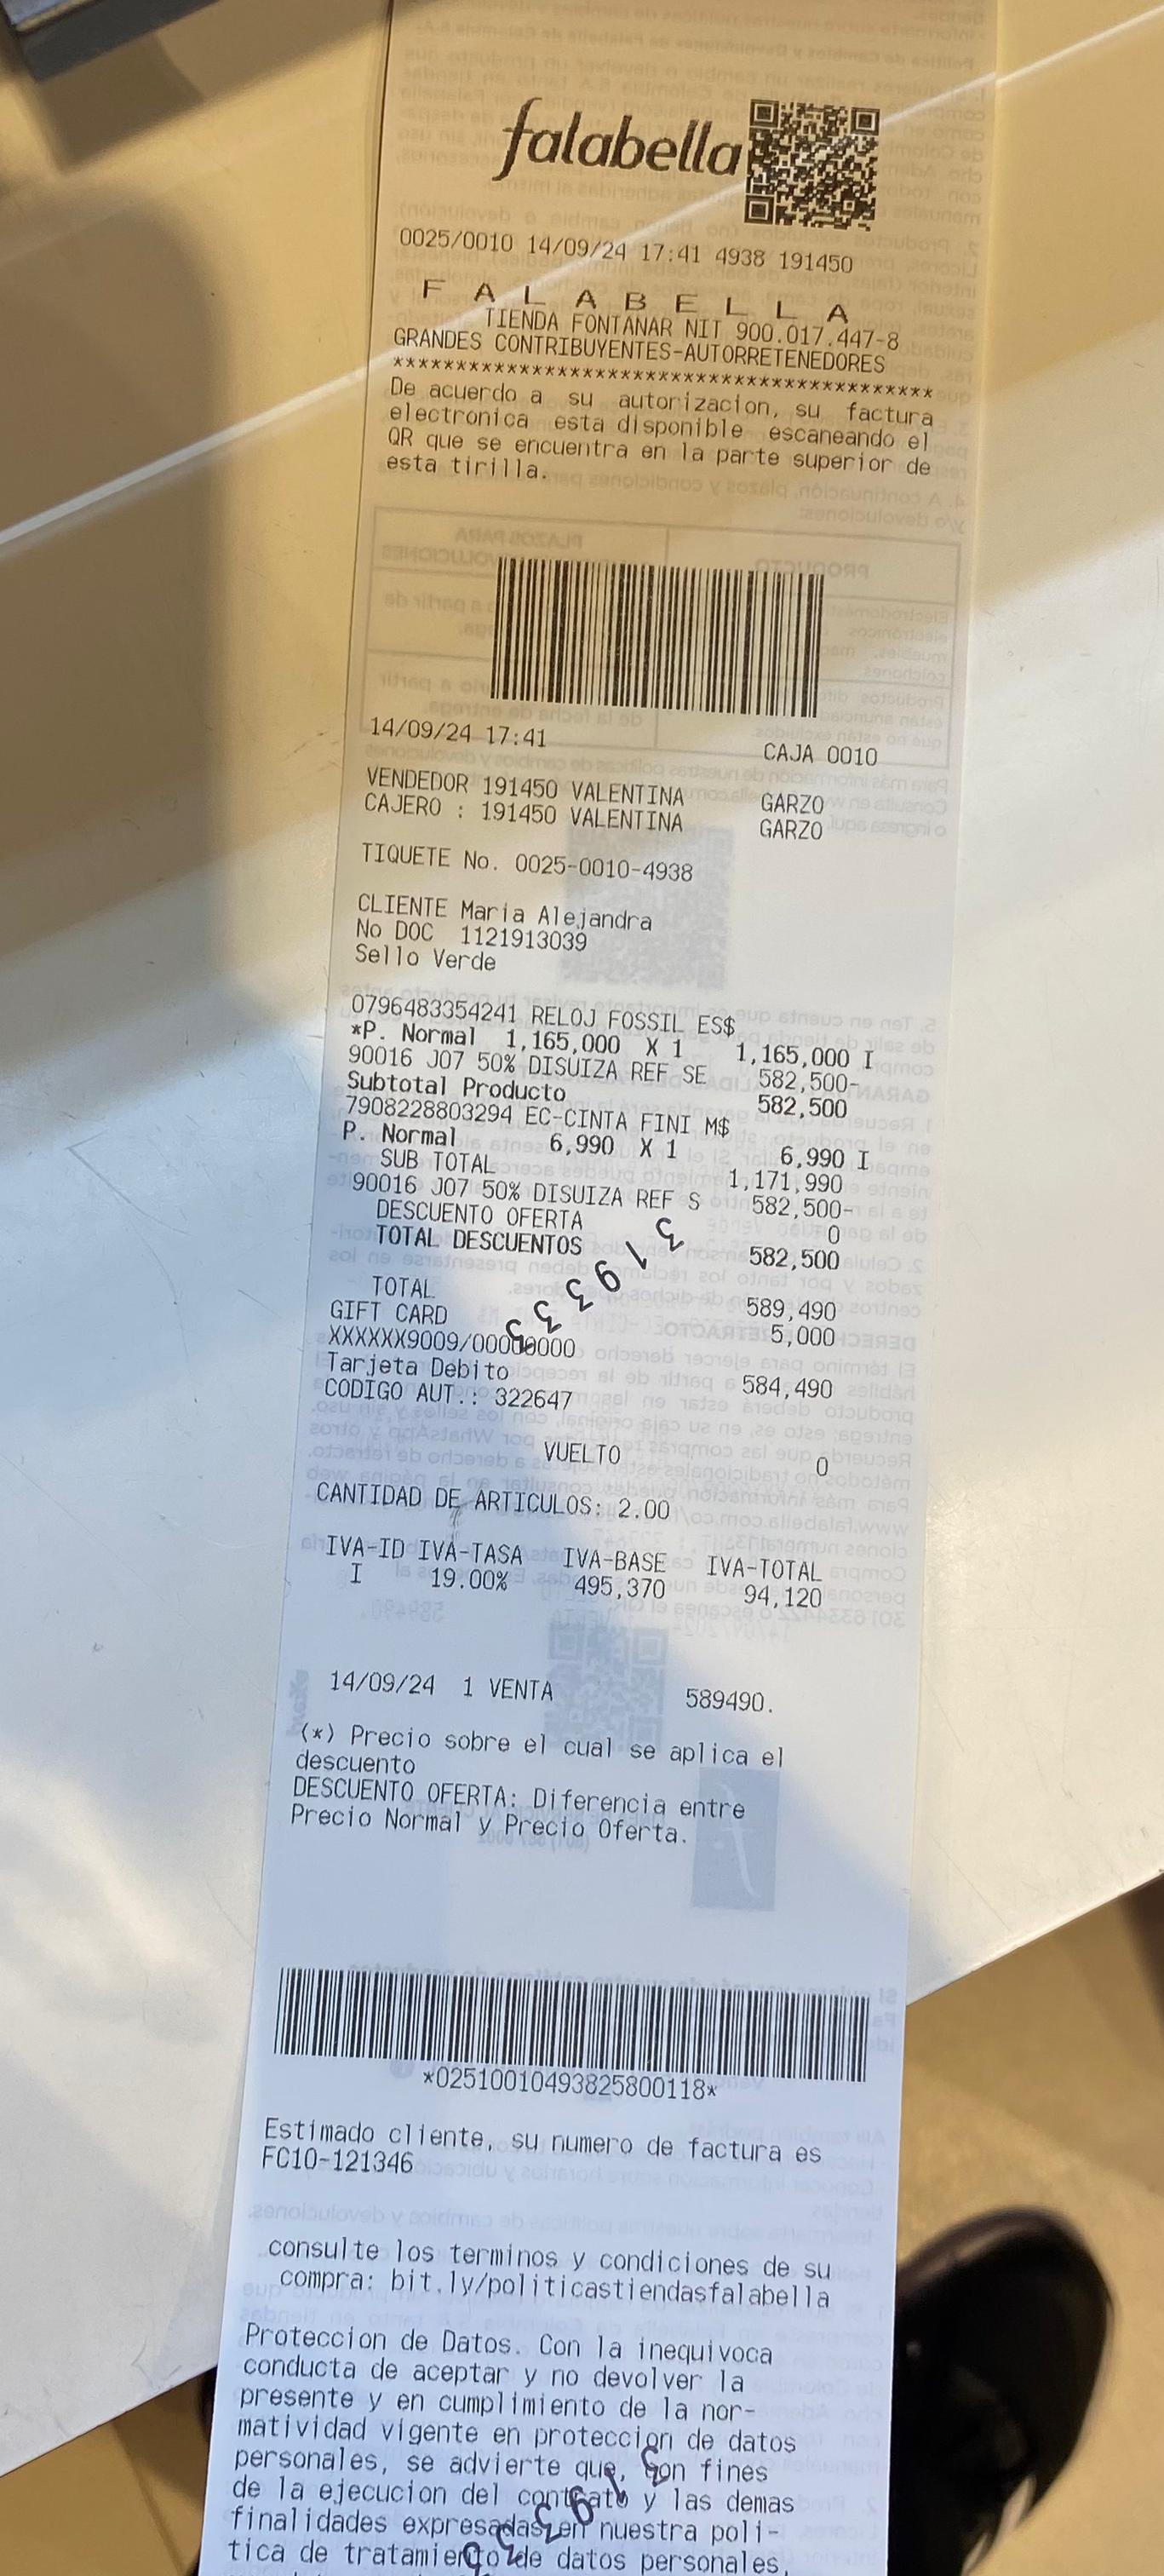 falabella
0025/0010 14/09/24 17:41 4938 191450
F A L A B E L L A
TIENDA FONTANAR NIT 900.017.447-8
GRANDES CONTRIBUYENTES-AUTORRETENEDORES
******************************************
De acuerdo a su autorizacion, su factura
electronica esta disponible escaneando el
QR que se encuentra en la parte superior de
esta tirilla.
14/09/24 17:41 CAJA 0010
VENDEDOR 191450 VALENTINA GARZO
CAJERO : 191450 VALENTINA GARZO
TIQUETE No. 0025-0010-4938
CLIENTE Maria Alejandra
No DOC 1121913039
Sello Verde
0796483354241 RELOJ FOSSIL ES$
*P. Normal 1,165,000 X 1 1,165,000 I
90016 J07 50% DISUIZA REF SE 582,500-
Subtotal Producto 582,500
7908228803294 EC-CINTA FINI M$
P. Normal 6,990 X 1 6,990 I
SUB TOTAL 1,171,990
90016 J07 50% DISUIZA REF S 582,500-
DESCUENTO OFERTA 0
TOTAL DESCUENTOS 582,500
TOTAL 589,490
GIFT CARD 5,000
XXXXXX9009/00000000
Tarjeta Debito 584,490
CODIGO AUT.: 322647
VUELTO 0
CANTIDAD DE ARTICULOS: 2.00
IVA-ID IVA-TASA IVA-BASE IVA-TOTAL
I 19.00% 495,370 94,120
14/09/24 1 VENTA 589490.
(*) Precio sobre el cual se aplica el
descuento
DESCUENTO OFERTA: Diferencia entre
Precio Normal y Precio Oferta.
*02510010493825800118*
Estimado cliente, su numero de factura es
FC10-121346
consulte los terminos y condiciones de su
compra: bit.ly/politicastiendasfalabella
Proteccion de Datos. Con la inequivoca
conducta de aceptar y no devolver la
presente y en cumplimiento de la nor-
matividad vigente en proteccion de datos
personales, se advierte que, con fines
de la ejecucion del contrato y las demas
finalidades expresadas en nuestra poli-
tica de tratamiento de datos personales,